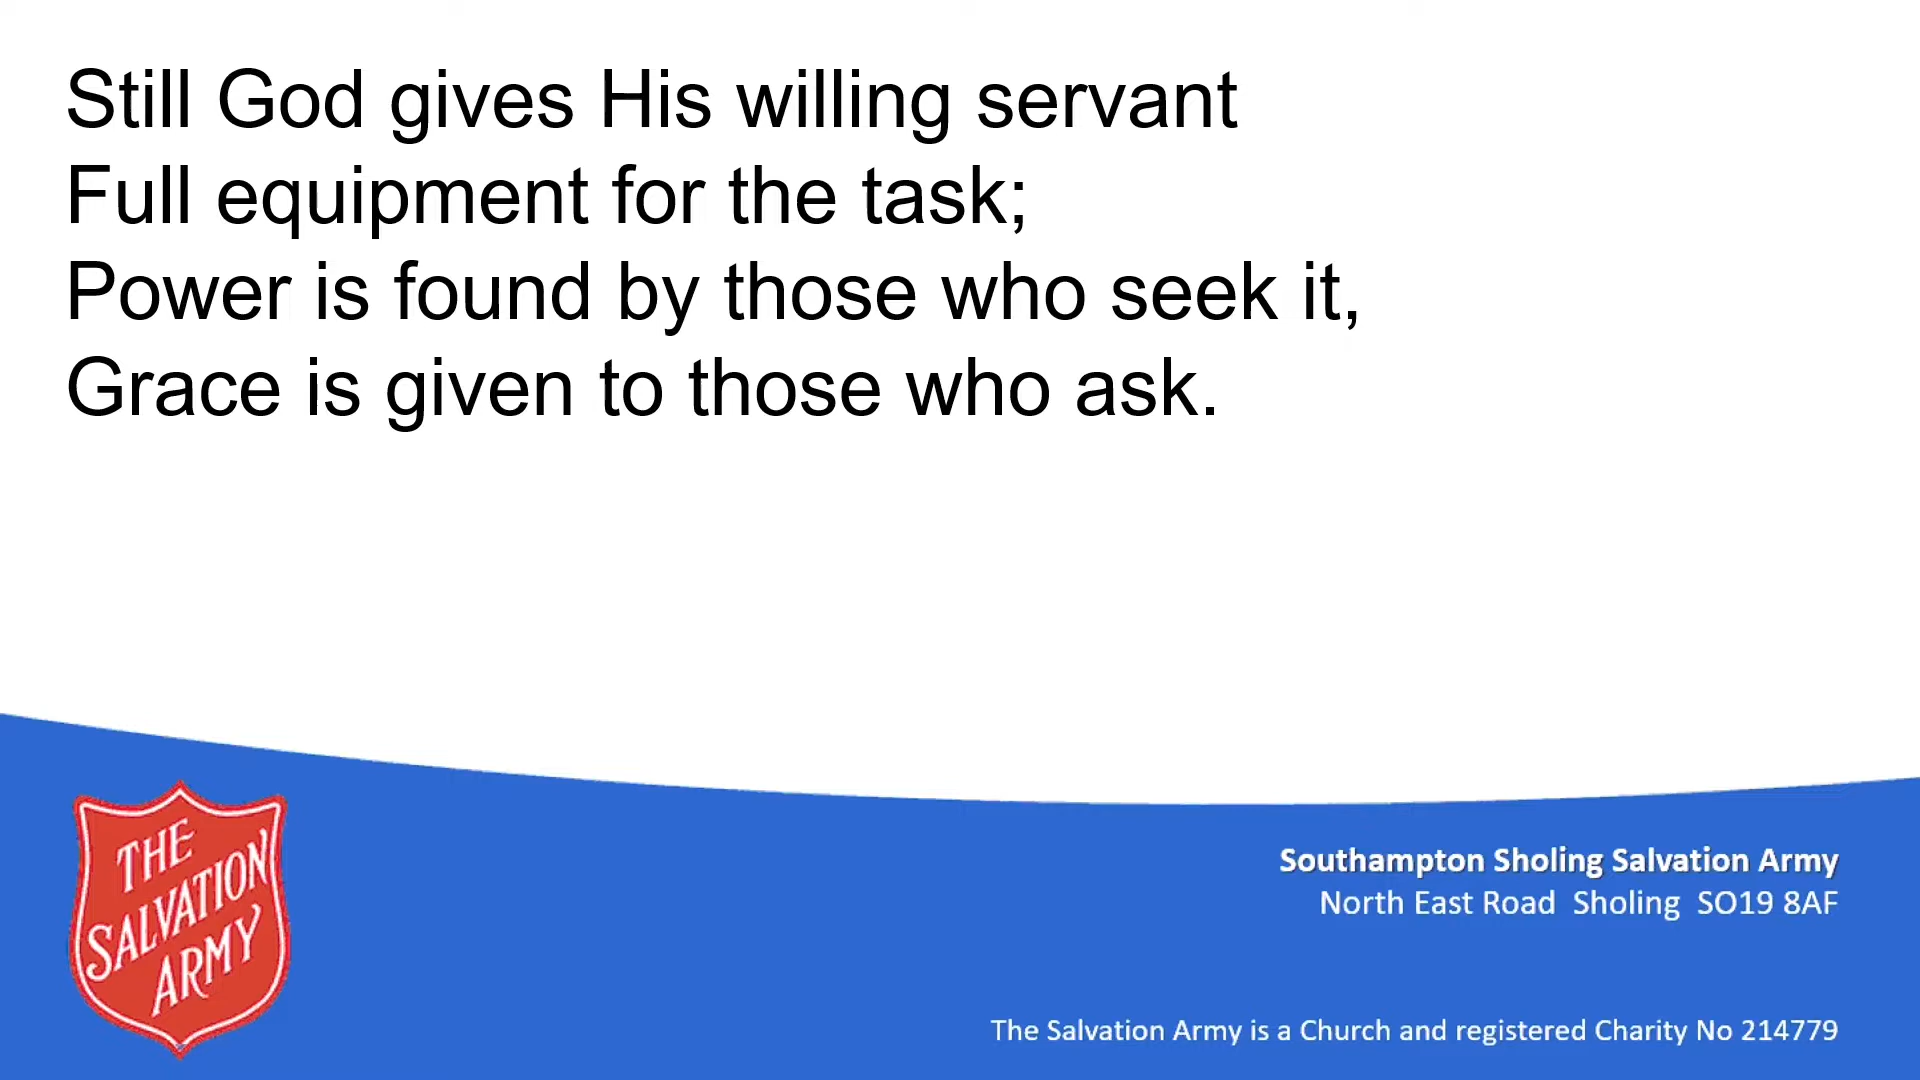 Still God gives His willing servant
Full equipment for the task;
Power is found by those who seek it,
Grace is given to those who ask.
THE
SALVATION
ARMY
Southampton Sholing Salvation Army
North East Road Sholing SO19 8AF
The Salvation Army is a Church and registered Charity No 214779